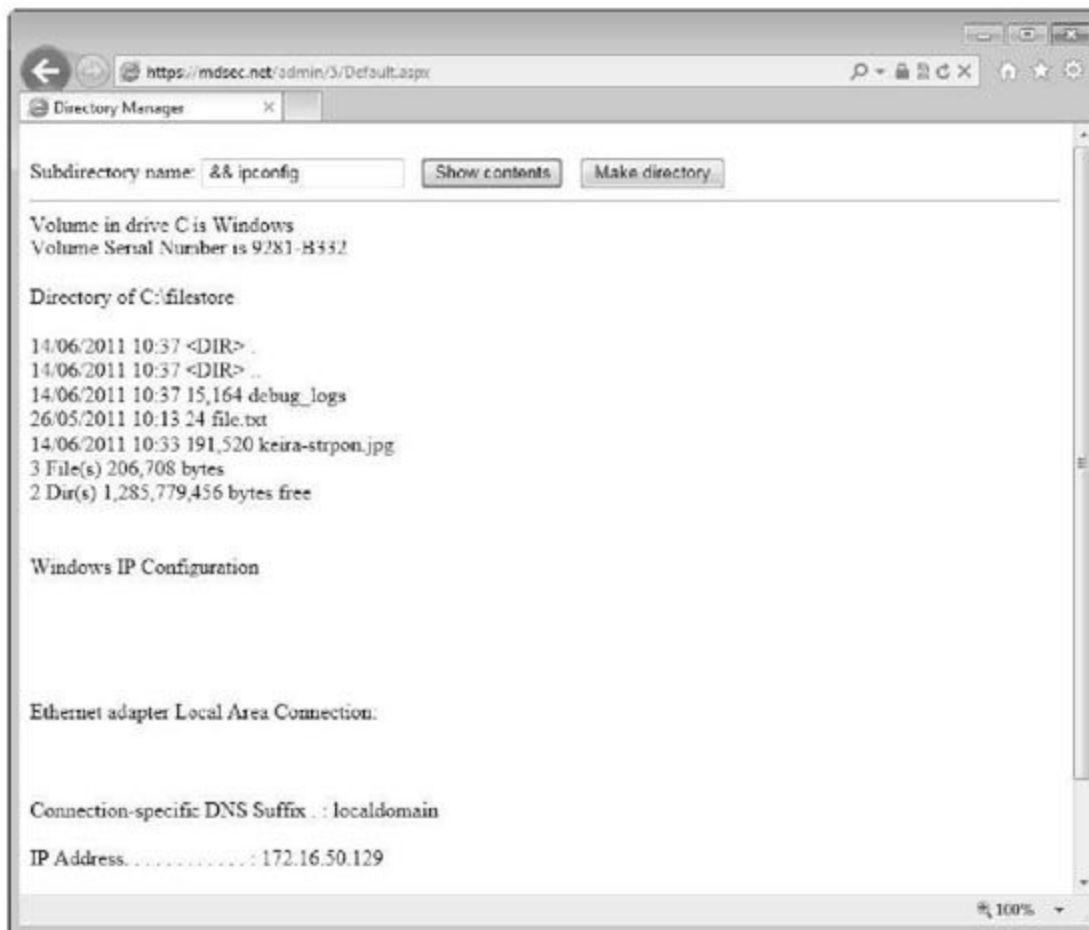 https://mdsec.net/admin/3/Default.aspx
Directory Manager
Subdirectory name: && ipconfig Show contents Make directory
Volume in drive C is Windows
Volume Serial Number is 9281-B332
Directory of C:\filestore
14/06/2011 10:37 <DIR> .
14/06/2011 10:37 <DIR> ..
14/06/2011 10:37 15,164 debug_logs
26/05/2011 10:13 24 file.txt
14/06/2011 10:33 191,520 keira-strpon.jpg
3 File(s) 206,708 bytes
2 Dir(s) 1,285,779,456 bytes free
Windows IP Configuration
Ethernet adapter Local Area Connection:
Connection-specific DNS Suffix . : localdomain
IP Address. . . . . . . . . . . . : 172.16.50.129
100%